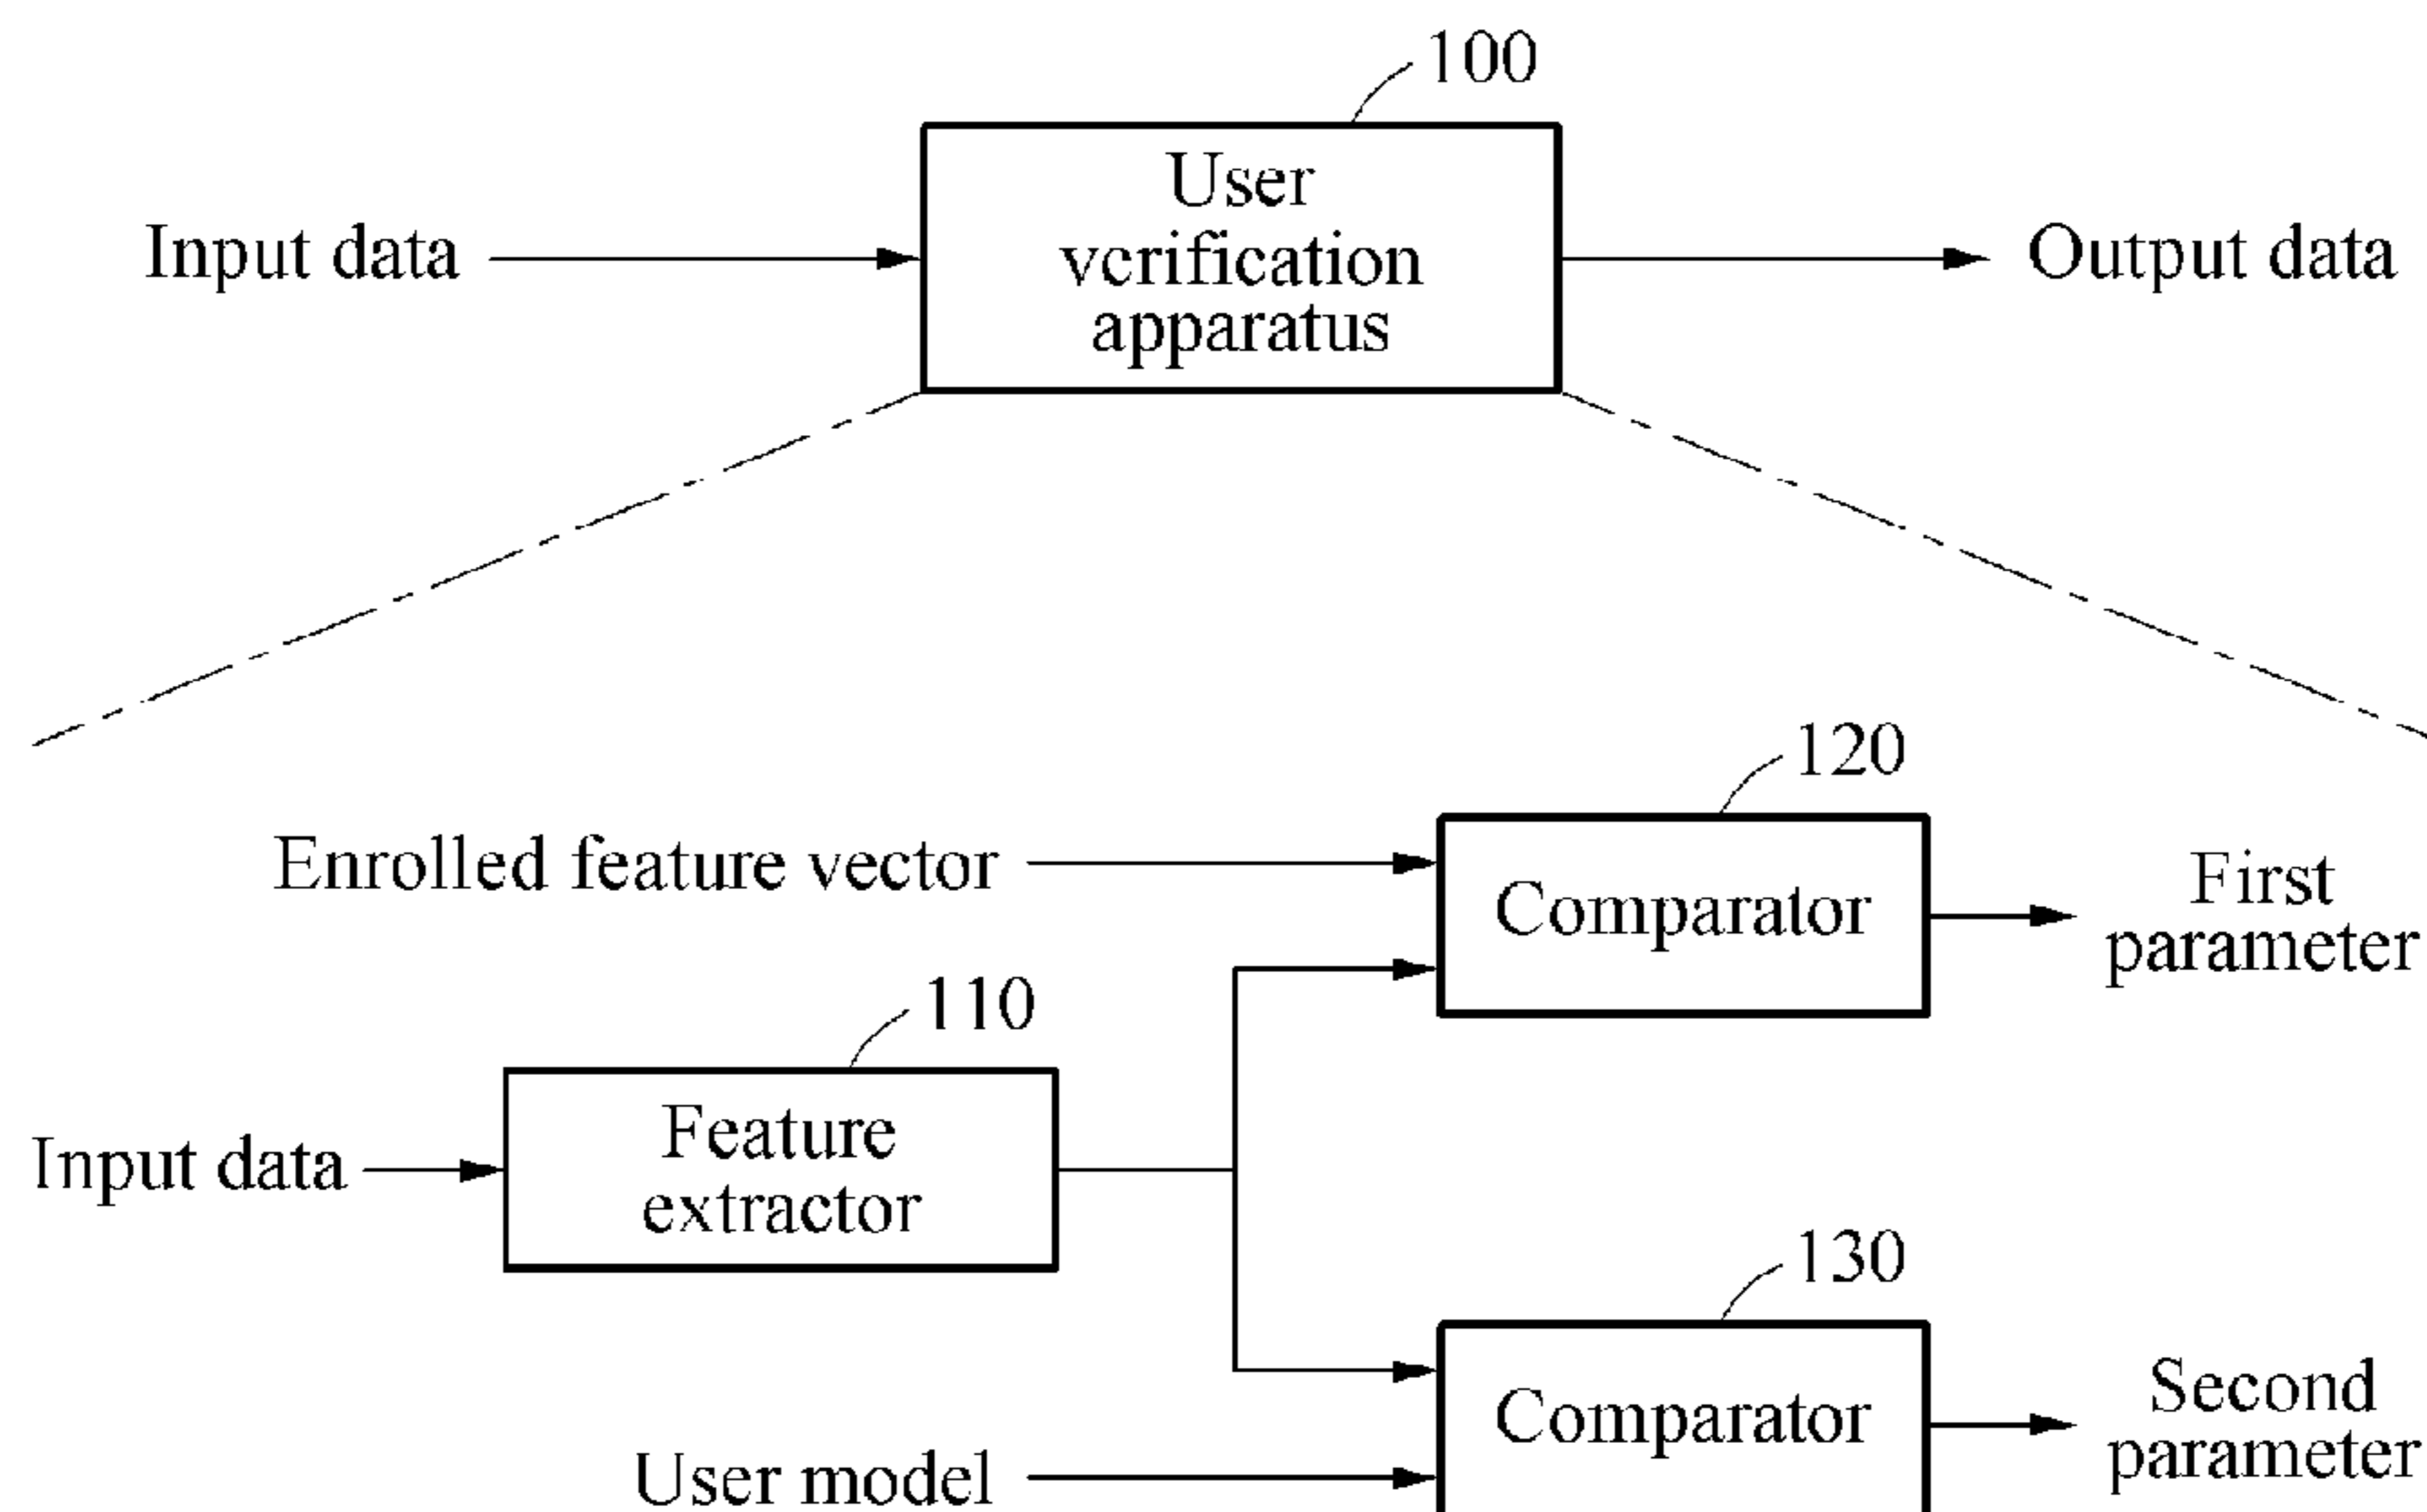 100
User
Input data
verification
Output data
apparatus
120
Enrolled feature vector
Comparator
First
parameter
110
Input data
Feature
extractor
130
Comparator
Second
parameter
User model